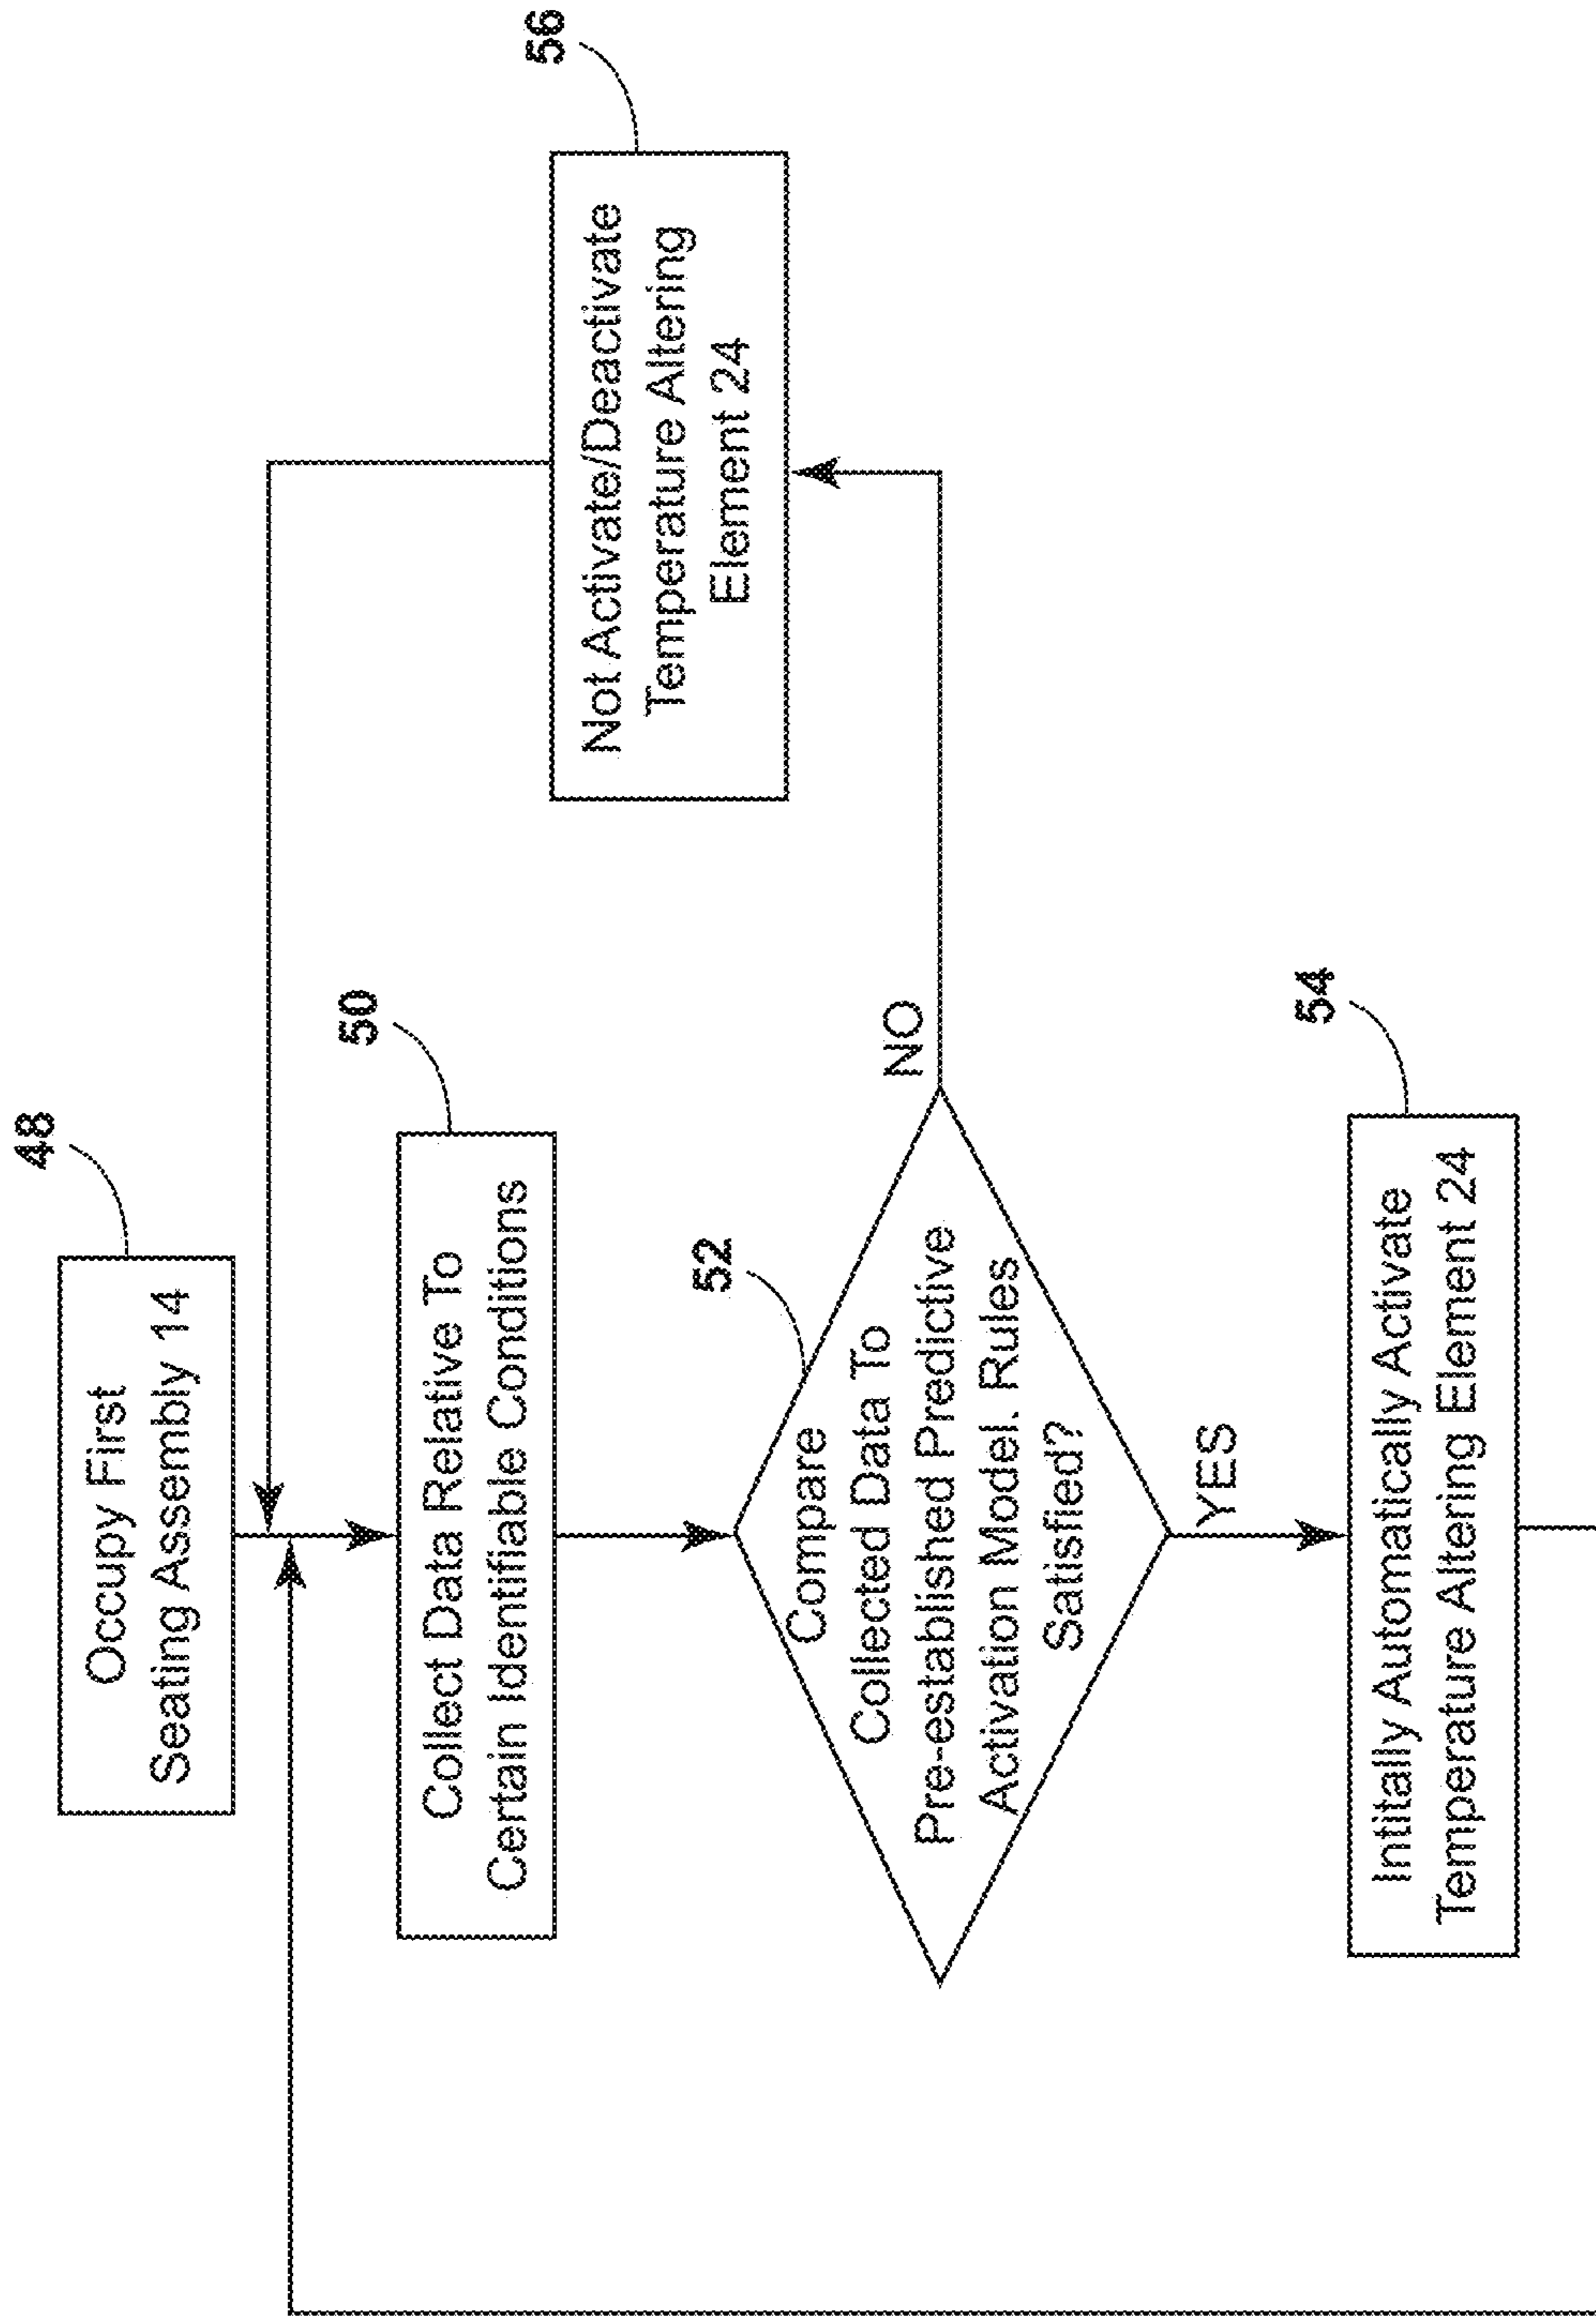 48
Occupy First
Seating Assembly 14
50
Collect Data Relative To
Certain Identifiable Conditions
52
Compare
Collected Data To
Pre-established Predictive
Activation Model. Rules
Satisfied?
NO
YES
56
Not Activate/Deactivate
Temperature Altering
Element 24
54
Intitally Automatically Activate
Temperature Altering Element 24